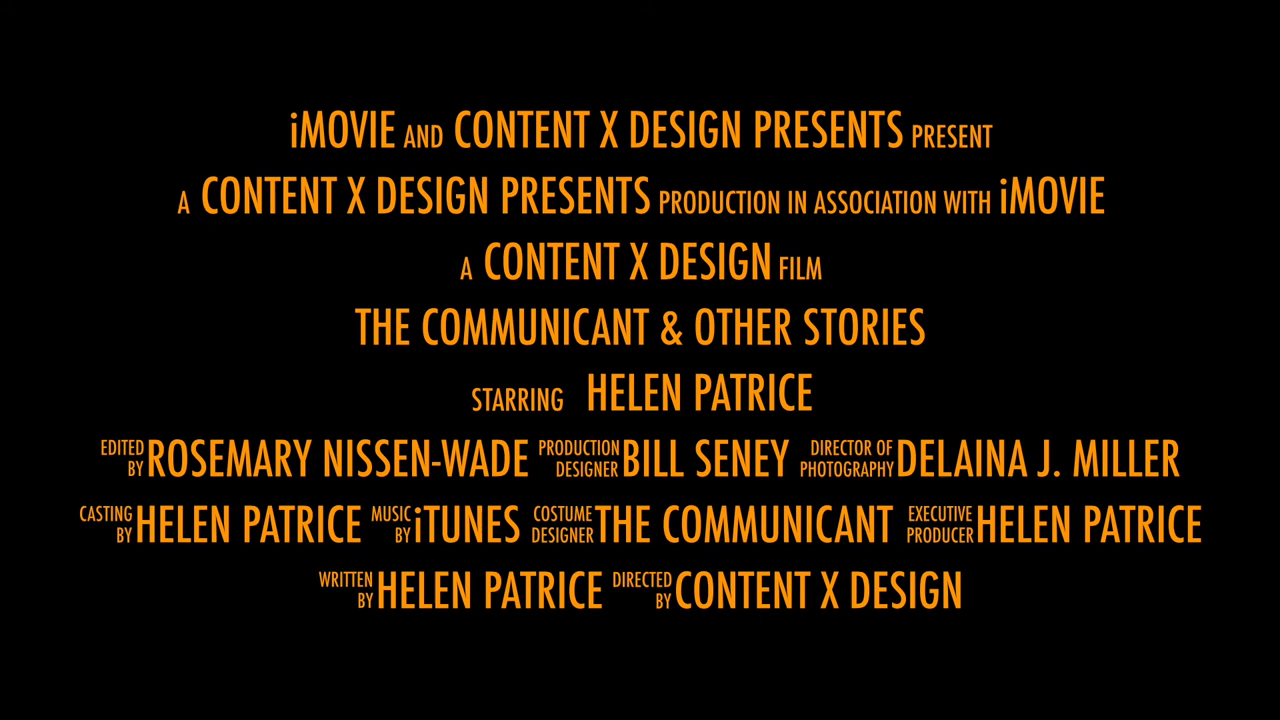 iMOVIE AND CONTENT X DESIGN PRESENTS PRESENT
A CONTENT X DESIGN PRESENTS PRODUCTION IN ASSOCIATION WITH iMOVIE
A CONTENT X DESIGN FILM
THE COMMUNICANT & OTHER STORIES
STARRING HELEN PATRICE
EDITED BY ROSEMARY NISSEN-WADE PRODUCTION DESIGNER BILL SENEY DIRECTOR OF PHOTOGRAPHY DELAINA J. MILLER
CASTING BY HELEN PATRICE MUSIC BY iTUNES COSTUME DESIGNER THE COMMUNICANT EXECUTIVE PRODUCER HELEN PATRICE
WRITTEN BY HELEN PATRICE DIRECTED BY CONTENT X DESIGN